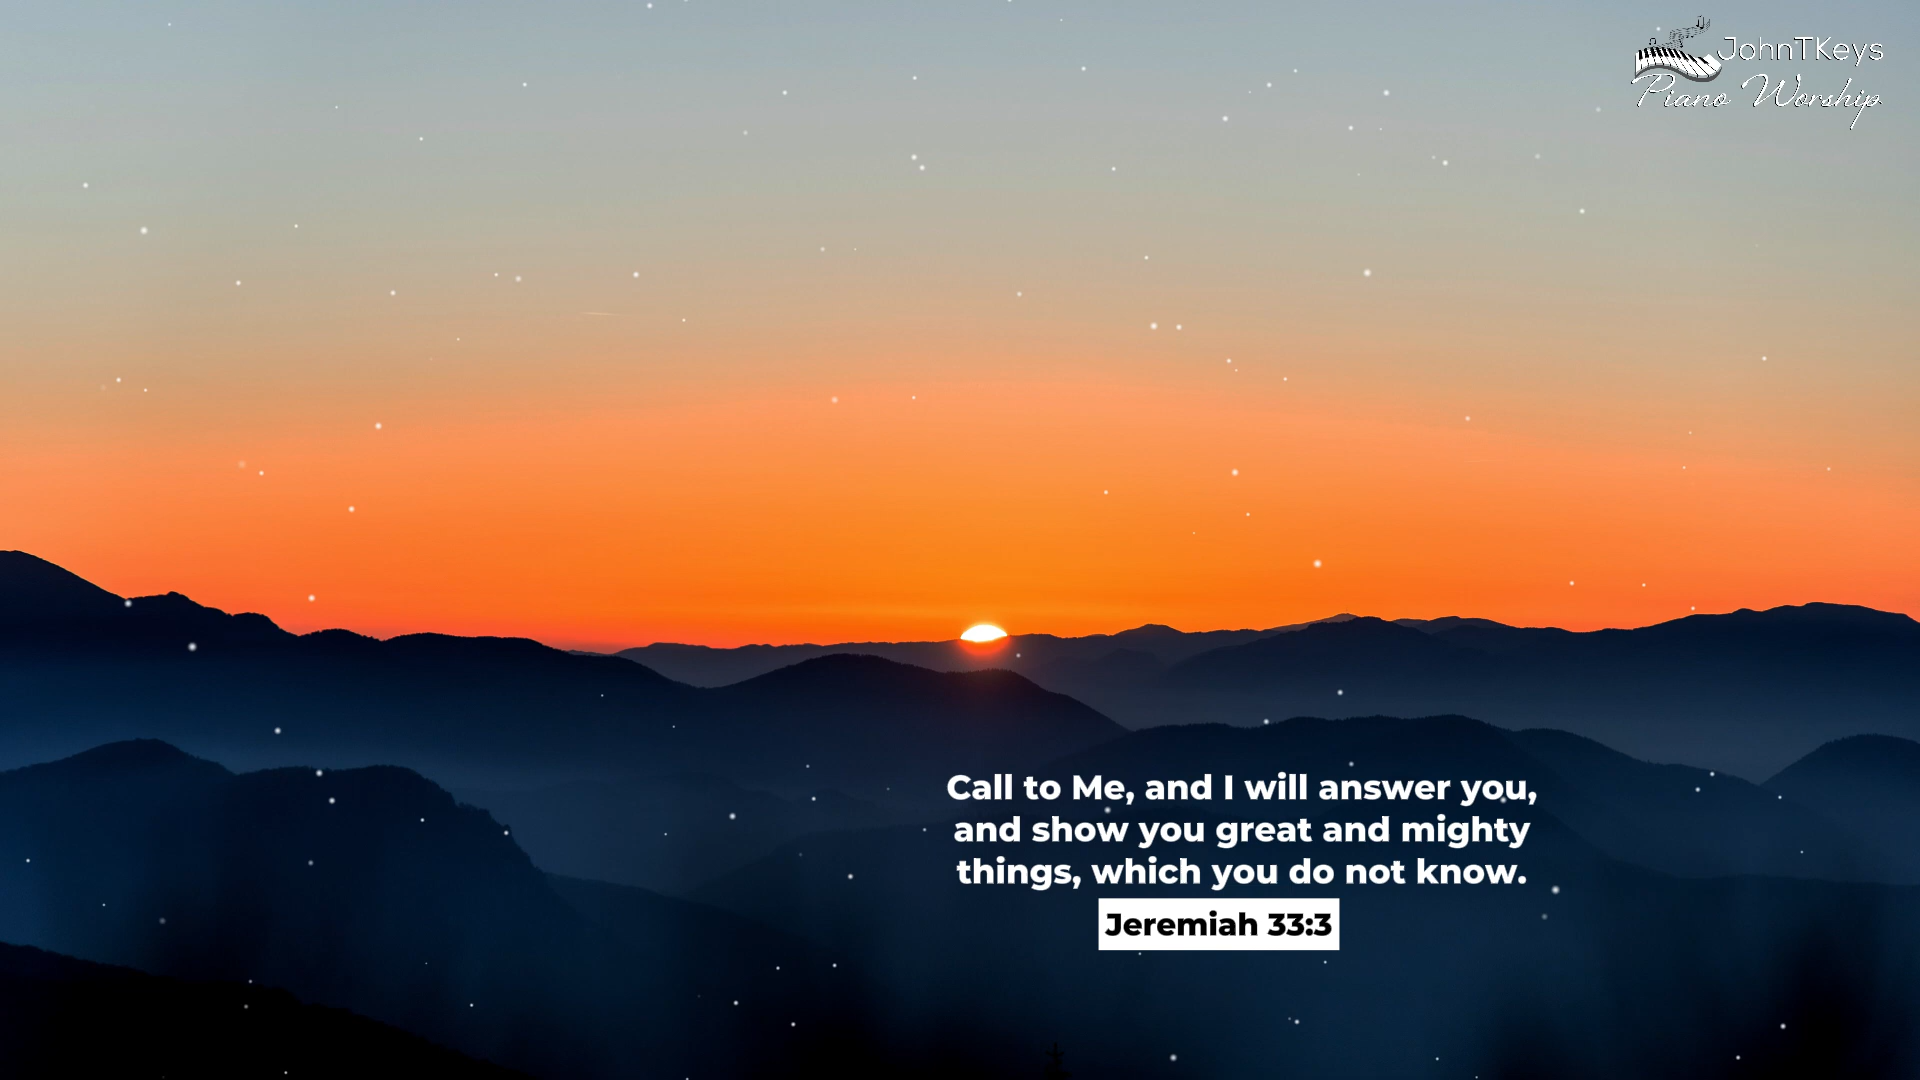 JohnTKeys
Piano Worship
Call to Me, and I will answer you,
and show you great and mighty
things, which you do not know.
Jeremiah 33:3